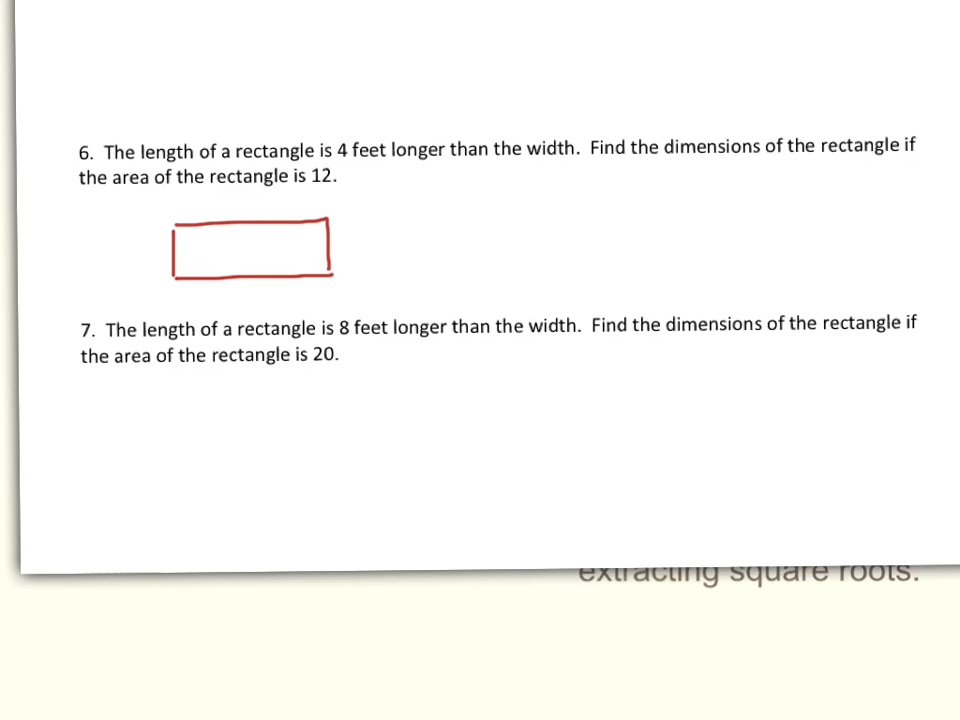 6. The length of a rectangle is 4 feet longer than the width. Find the dimensions of the rectangle if
the area of the rectangle is 12.
7. The length of a rectangle is 8 feet longer than the width. Find the dimensions of the rectangle if
the area of the rectangle is 20.
extracting square roots.